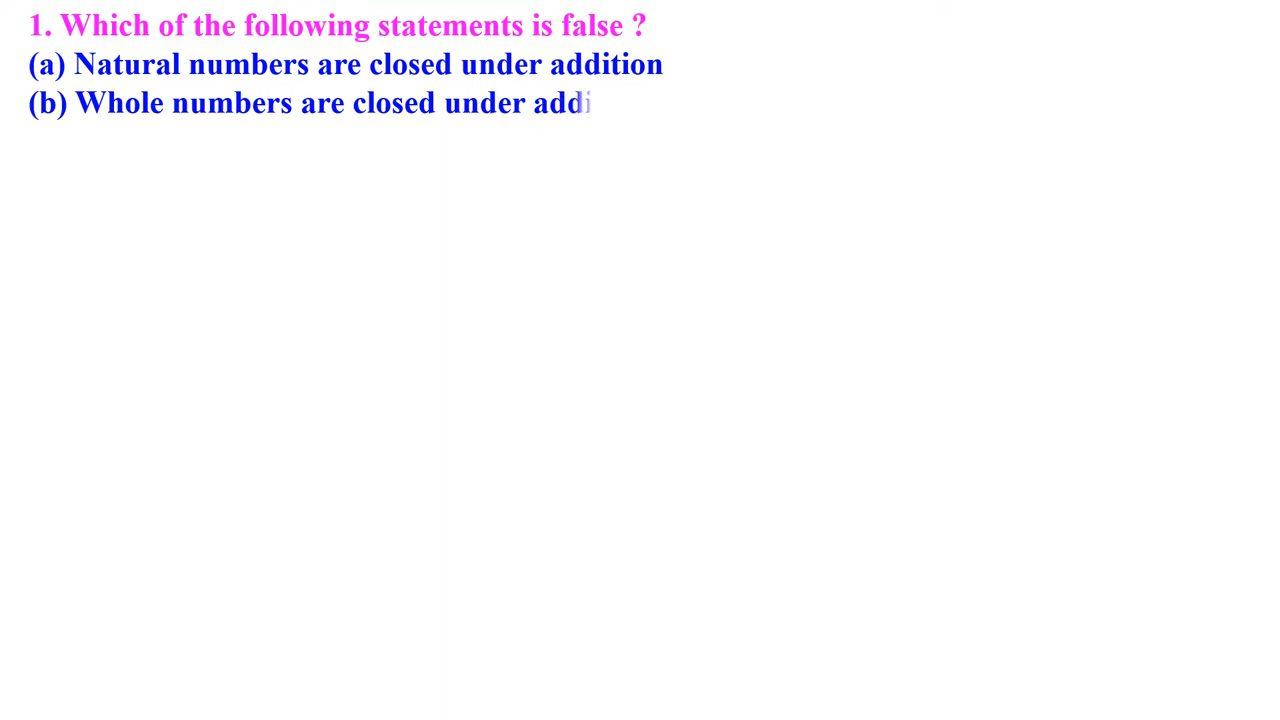 1. Which of the following statements is false ?
(a) Natural numbers are closed under addition
(b) Whole numbers are closed under addi